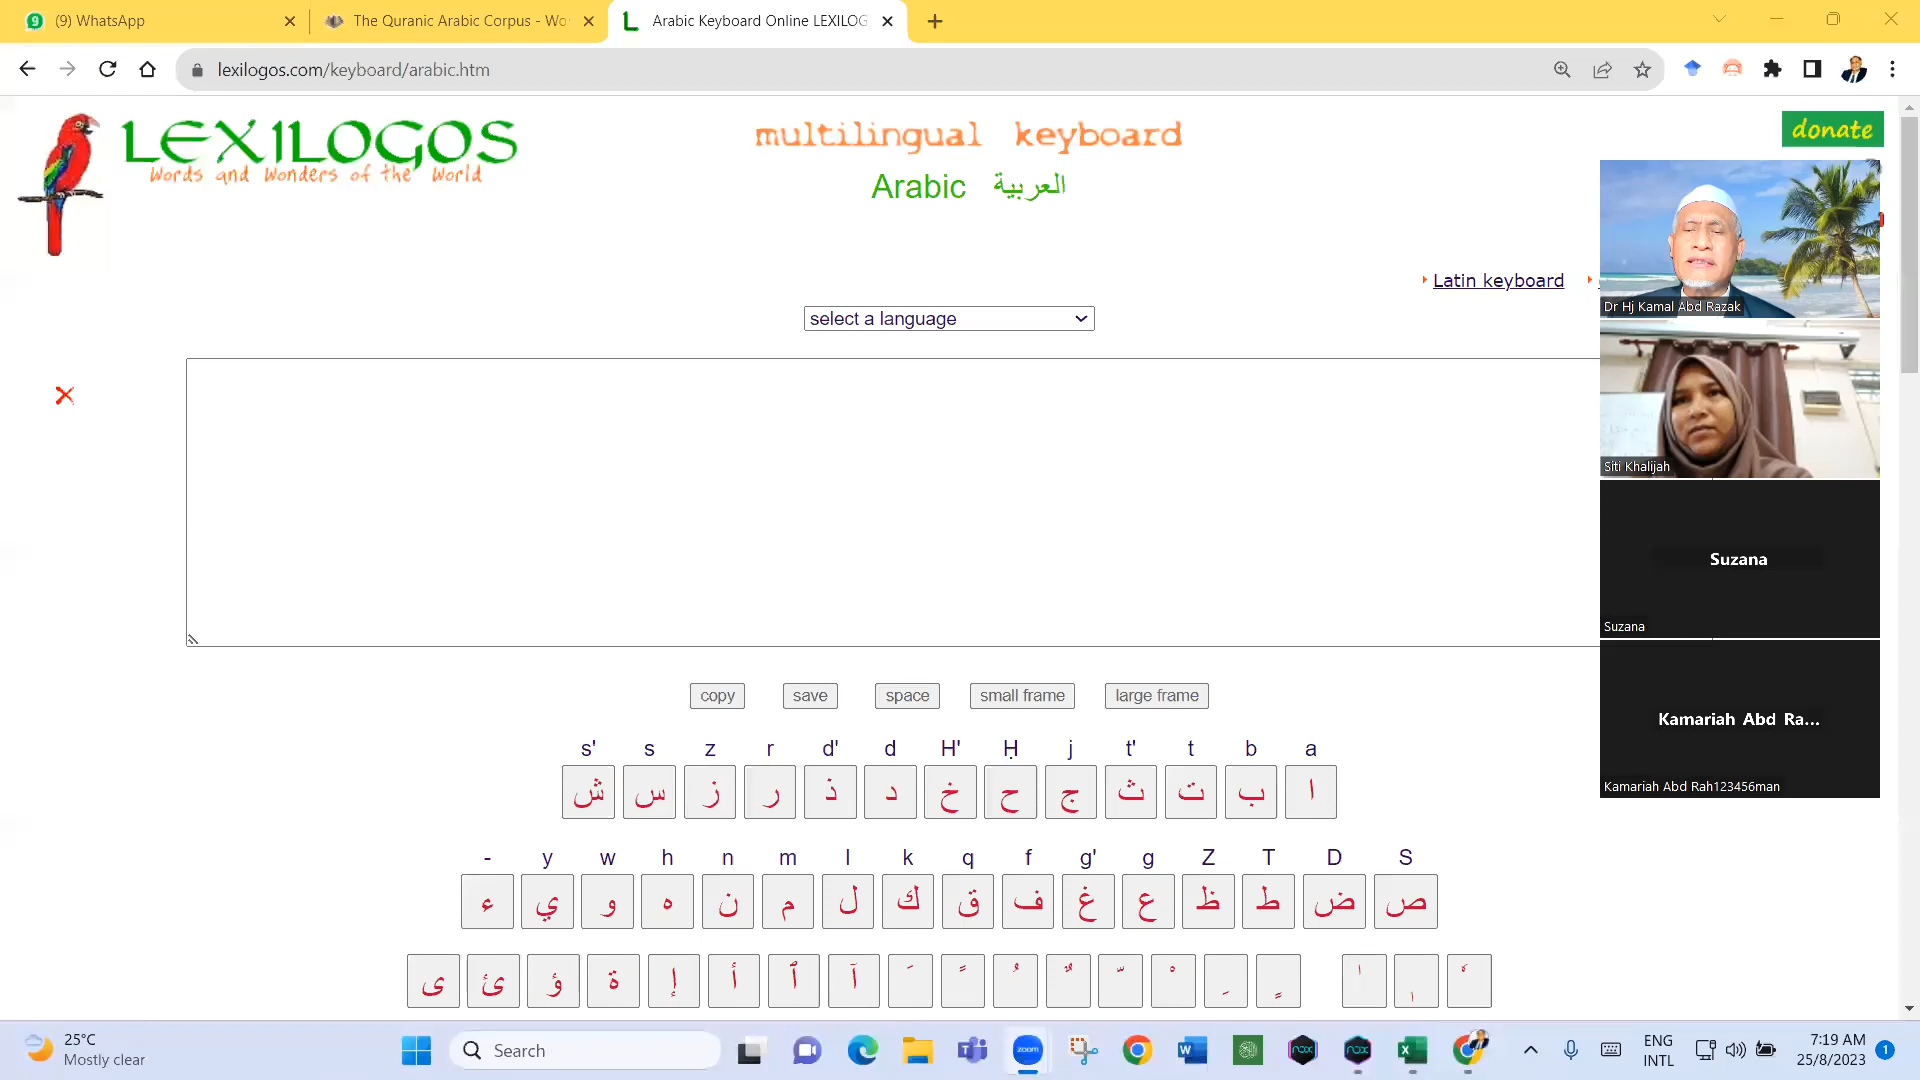 (9) WhatsApp
The Quranic Arabic Corpus - Wo
Arabic Keyboard Online LEXILOG
lexilogos.com/keyboard/arabic.htm
LEXILOGOS
Words and Wonders of the World
multilingual keyboard
Arabic العربية
donate
Latin keyboard
select a language
Dr Hj Kamal Abd Razak
Siti Khalijah
Suzana
Suzana
Kamariah Abd Ra...
Kamariah Abd Rah123456man
copy save space small frame large frame
s' s z r d' d H' Ḥ j t' t b a
ش س ز ر ذ د خ ح ج ث ت ب ا
- y w h n m l k q f g' g Z T D S
ء ي و ه ن م ل ك ق ف غ ع ظ ط ض ص
ى ئ ؤ ة إ أ ٱ آ َ ً ُ ٌ ّ ْ ِ ٍ ٰ ٖ ٗ
25°C
Mostly clear
Search
zoom
ENG
INTL
7:19 AM
25/8/2023
1